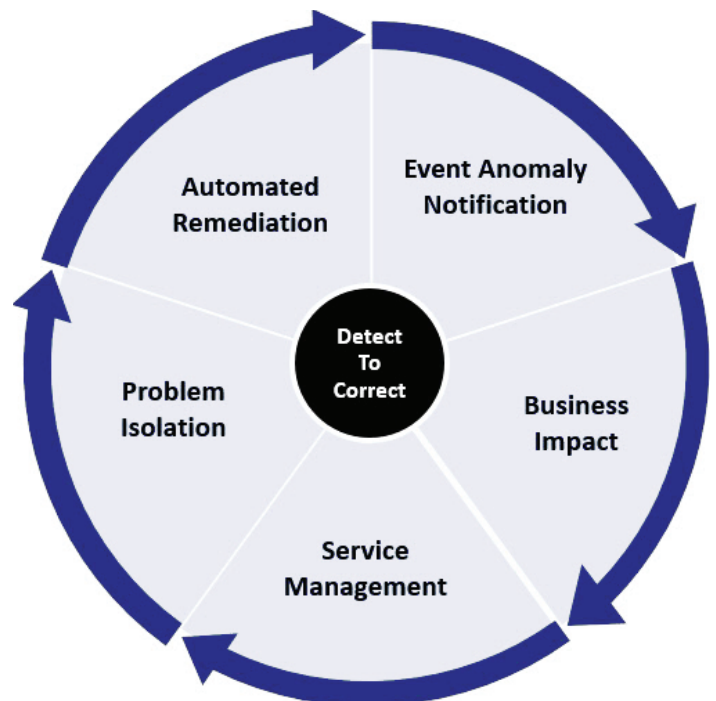 Automated
Remediation
Event Anomaly
Notification
Detect
To
Correct
Problem
Isolation
Business
Impact
Service
Management